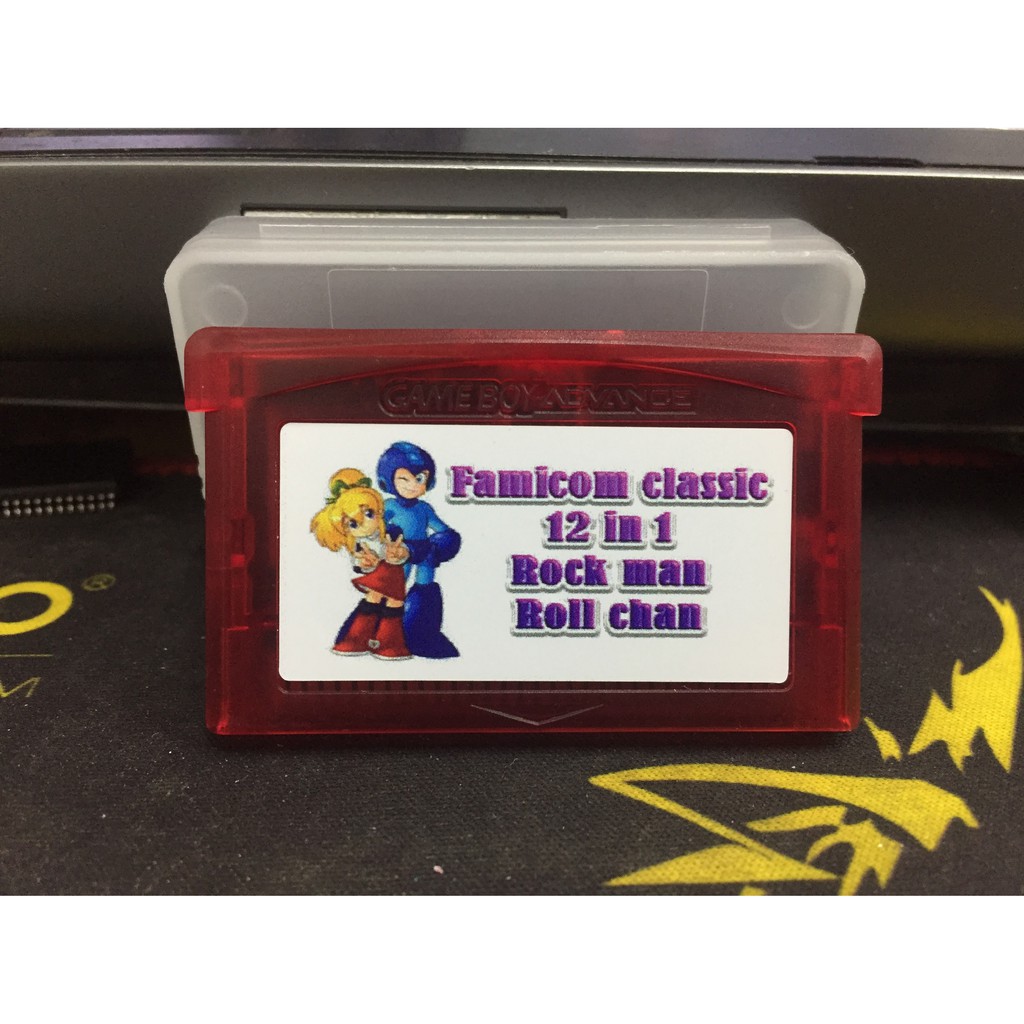 GAME BOY ADVANCE
Famicom classic
12 in 1
Rock man
Roll chan
O®
M